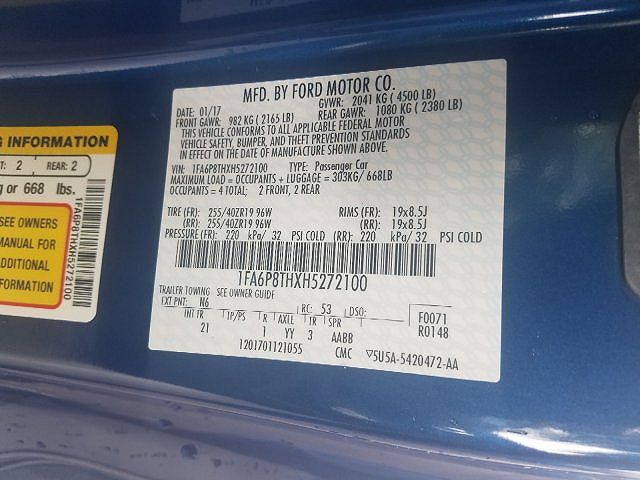 MFD. BY FORD MOTOR CO.
DATE: 01/17 GVWR: 2041 KG ( 4500 LB)
FRONT GAWR: 982 KG ( 2165 LB) REAR GAWR: 1080 KG ( 2380 LB)
THIS VEHICLE CONFORMS TO ALL APPLICABLE FEDERAL MOTOR
VEHICLE SAFETY, BUMPER, AND THEFT PREVENTION STANDARDS
IN EFFECT ON THE DATE OF MANUFACTURE SHOWN ABOVE.
VIN: 1FA6P8THXH5272100 TYPE: Passenger Car
MAXIMUM LOAD = OCCUPANTS + LUGGAGE = 303KG/ 668LB
OCCUPANTS = 4 TOTAL; 2 FRONT, 2 REAR
TIRE (FR): 255/40ZR19 96W RIMS (FR): 19x8.5J
(RR): 255/40ZR19 96W (RR): 19x8.5J
PRESSURE (FR): 220 kPa/ 32 PSI COLD (RR): 220 kPa/ 32 PSI COLD
1FA6P8THXH5272100
TRAILER TOWING SEE OWNER GUIDE
EXT PNT: N6 RC: 53 DSO: F0071
INT TR TP/PS R AXLE TR SPR R0148
21 1 YY 3 AABB
1201701121055 CMC 5U5A-5420472-AA
INFORMATION
: 2 REAR: 2
or 668 lbs.
SEE OWNERS
MANUAL FOR
ADDITIONAL
INFORMATION
1FA6P8THXH5272100